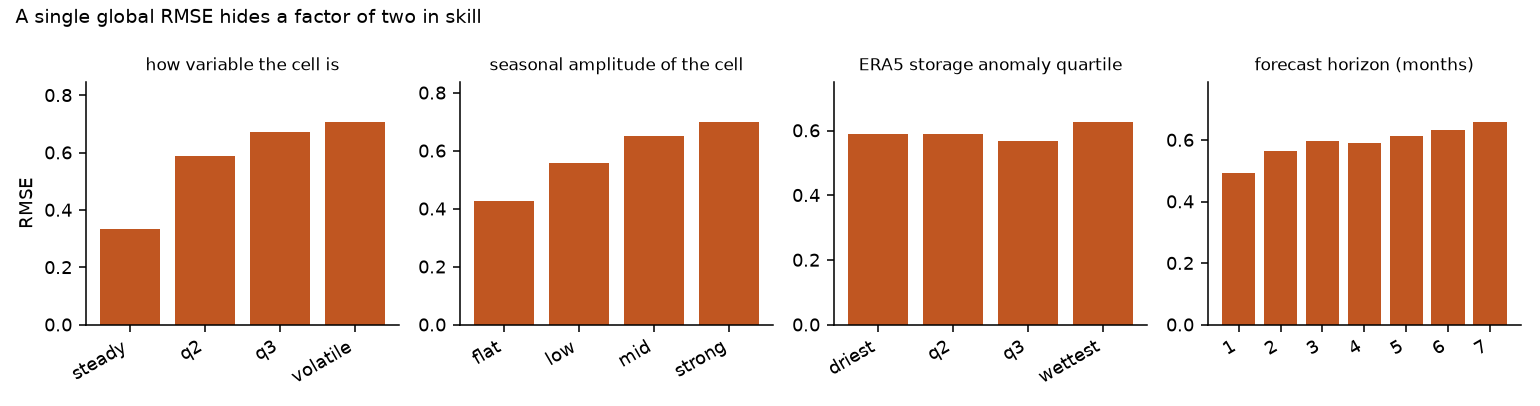 A single global RMSE hides a factor of two in skill
how variable the cell is
RMSE
0.8
0.6
0.4
0.2
0.0
steady
q2
q3
volatile
seasonal amplitude of the cell
0.8
0.6
0.4
0.2
0.0
flat
low
mid
strong
ERA5 storage anomaly quartile
0.6
0.4
0.2
0.0
driest
q2
q3
wettest
forecast horizon (months)
0.6
0.4
0.2
0.0
1
2
3
4
5
6
7